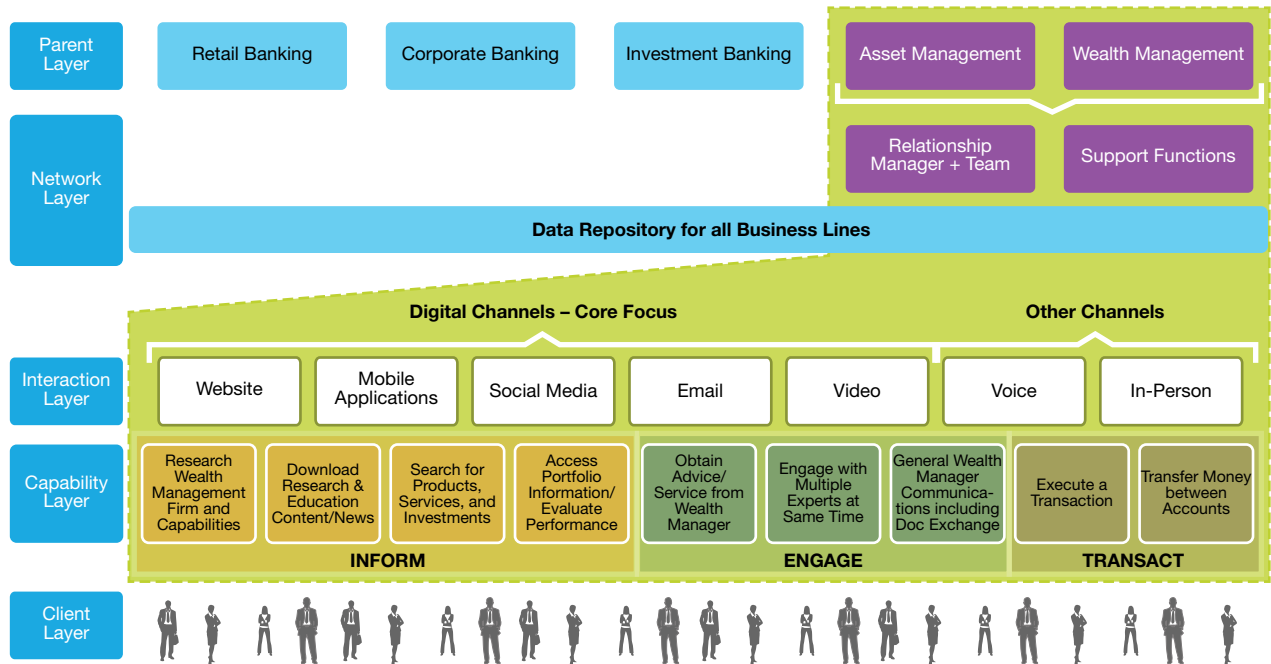 Parent
Layer
Retail Banking
Corporate Banking
Investment Banking
Asset Management
Wealth Management
Network
Layer
Relationship
Manager + Team
Support Functions
Data Repository for all Business Lines
Digital Channels – Core Focus
Other Channels
Interaction
Layer
Website
Mobile
Applications
Social Media
Email
Video
Voice
In-Person
Capability
Layer
Research
Wealth
Management
Firm and
Capabilities
Download
Research &
Education
Content/News
Search for
Products,
Services, and
Investments
Access
Portfolio
Information/
Evaluate
Performance
Obtain
Advice/
Service from
Wealth
Manager
Engage with
Multiple
Experts at
Same Time
General Wealth
Manager
Communica-
tions including
Doc Exchange
Execute a
Transaction
Transfer Money
between
Accounts
INFORM
ENGAGE
TRANSACT
Client
Layer